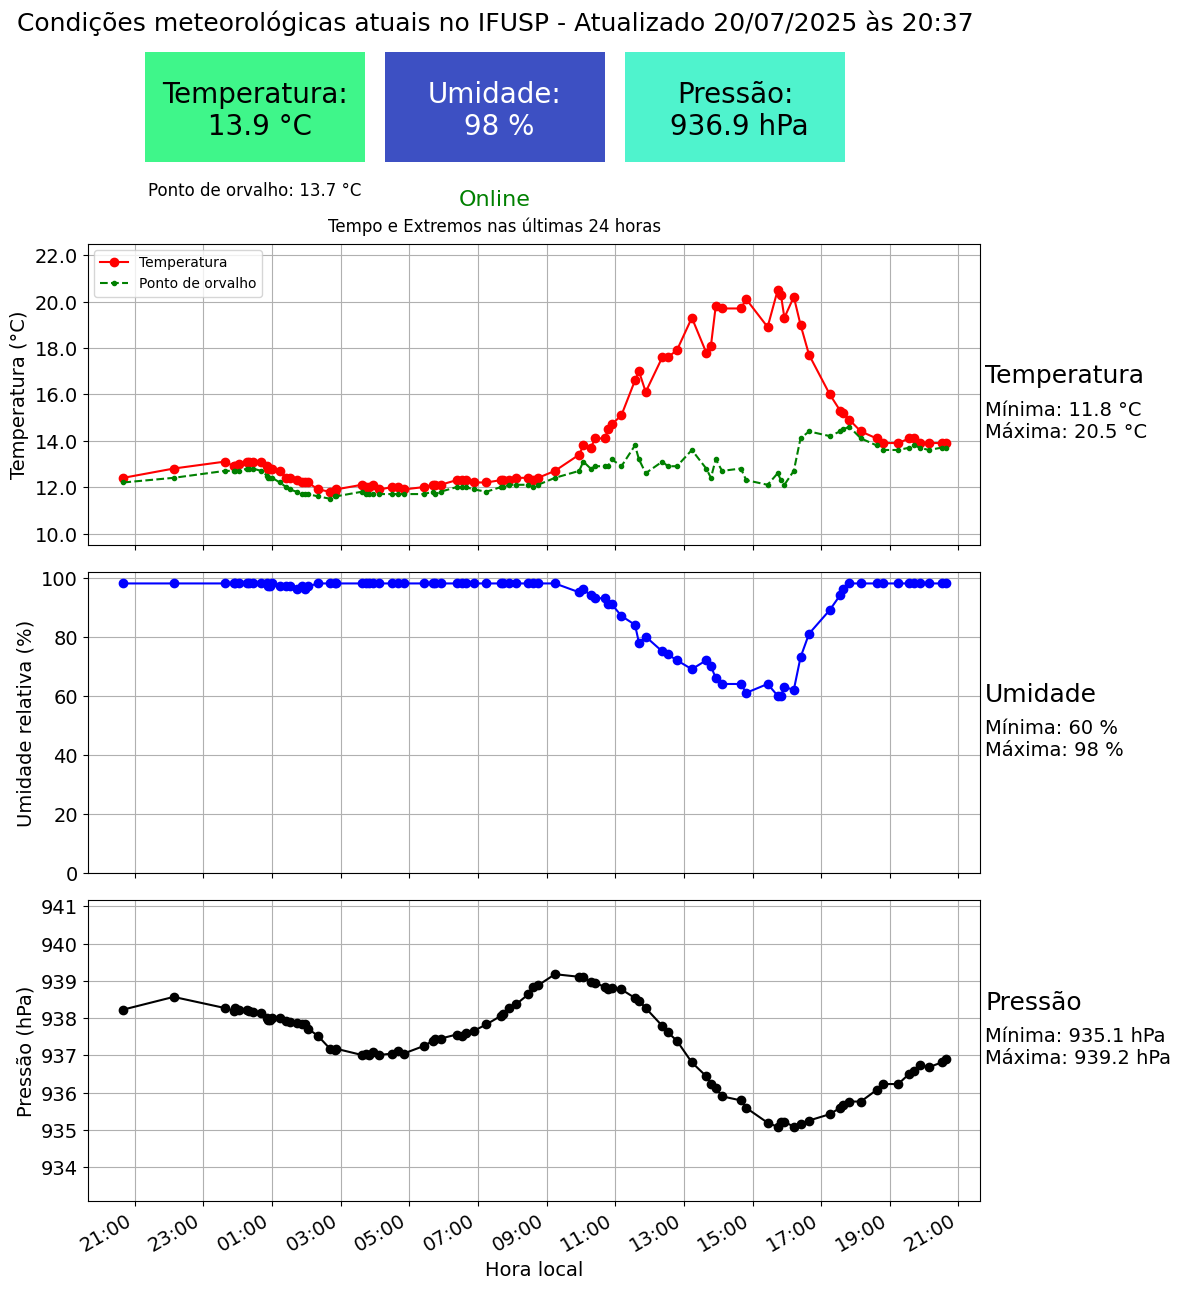 Condições meteorológicas atuais no IFUSP - Atualizado 20/07/2025 às 20:37
Temperatura:
13.9 °C
Umidade:
98 %
Pressão:
936.9 hPa
Ponto de orvalho: 13.7 °C
Online
Tempo e Extremos nas últimas 24 horas
Temperatura
Ponto de orvalho
Temperatura (°C)
22.0
20.0
18.0
16.0
14.0
12.0
10.0
Temperatura
Mínima: 11.8 °C
Máxima: 20.5 °C
Umidade relativa (%)
100
80
60
40
20
0
Umidade
Mínima: 60 %
Máxima: 98 %
Pressão (hPa)
941
940
939
938
937
936
935
934
Pressão
Mínima: 935.1 hPa
Máxima: 939.2 hPa
21:00 23:00 01:00 03:00 05:00 07:00 09:00 11:00 13:00 15:00 17:00 19:00 21:00
Hora local